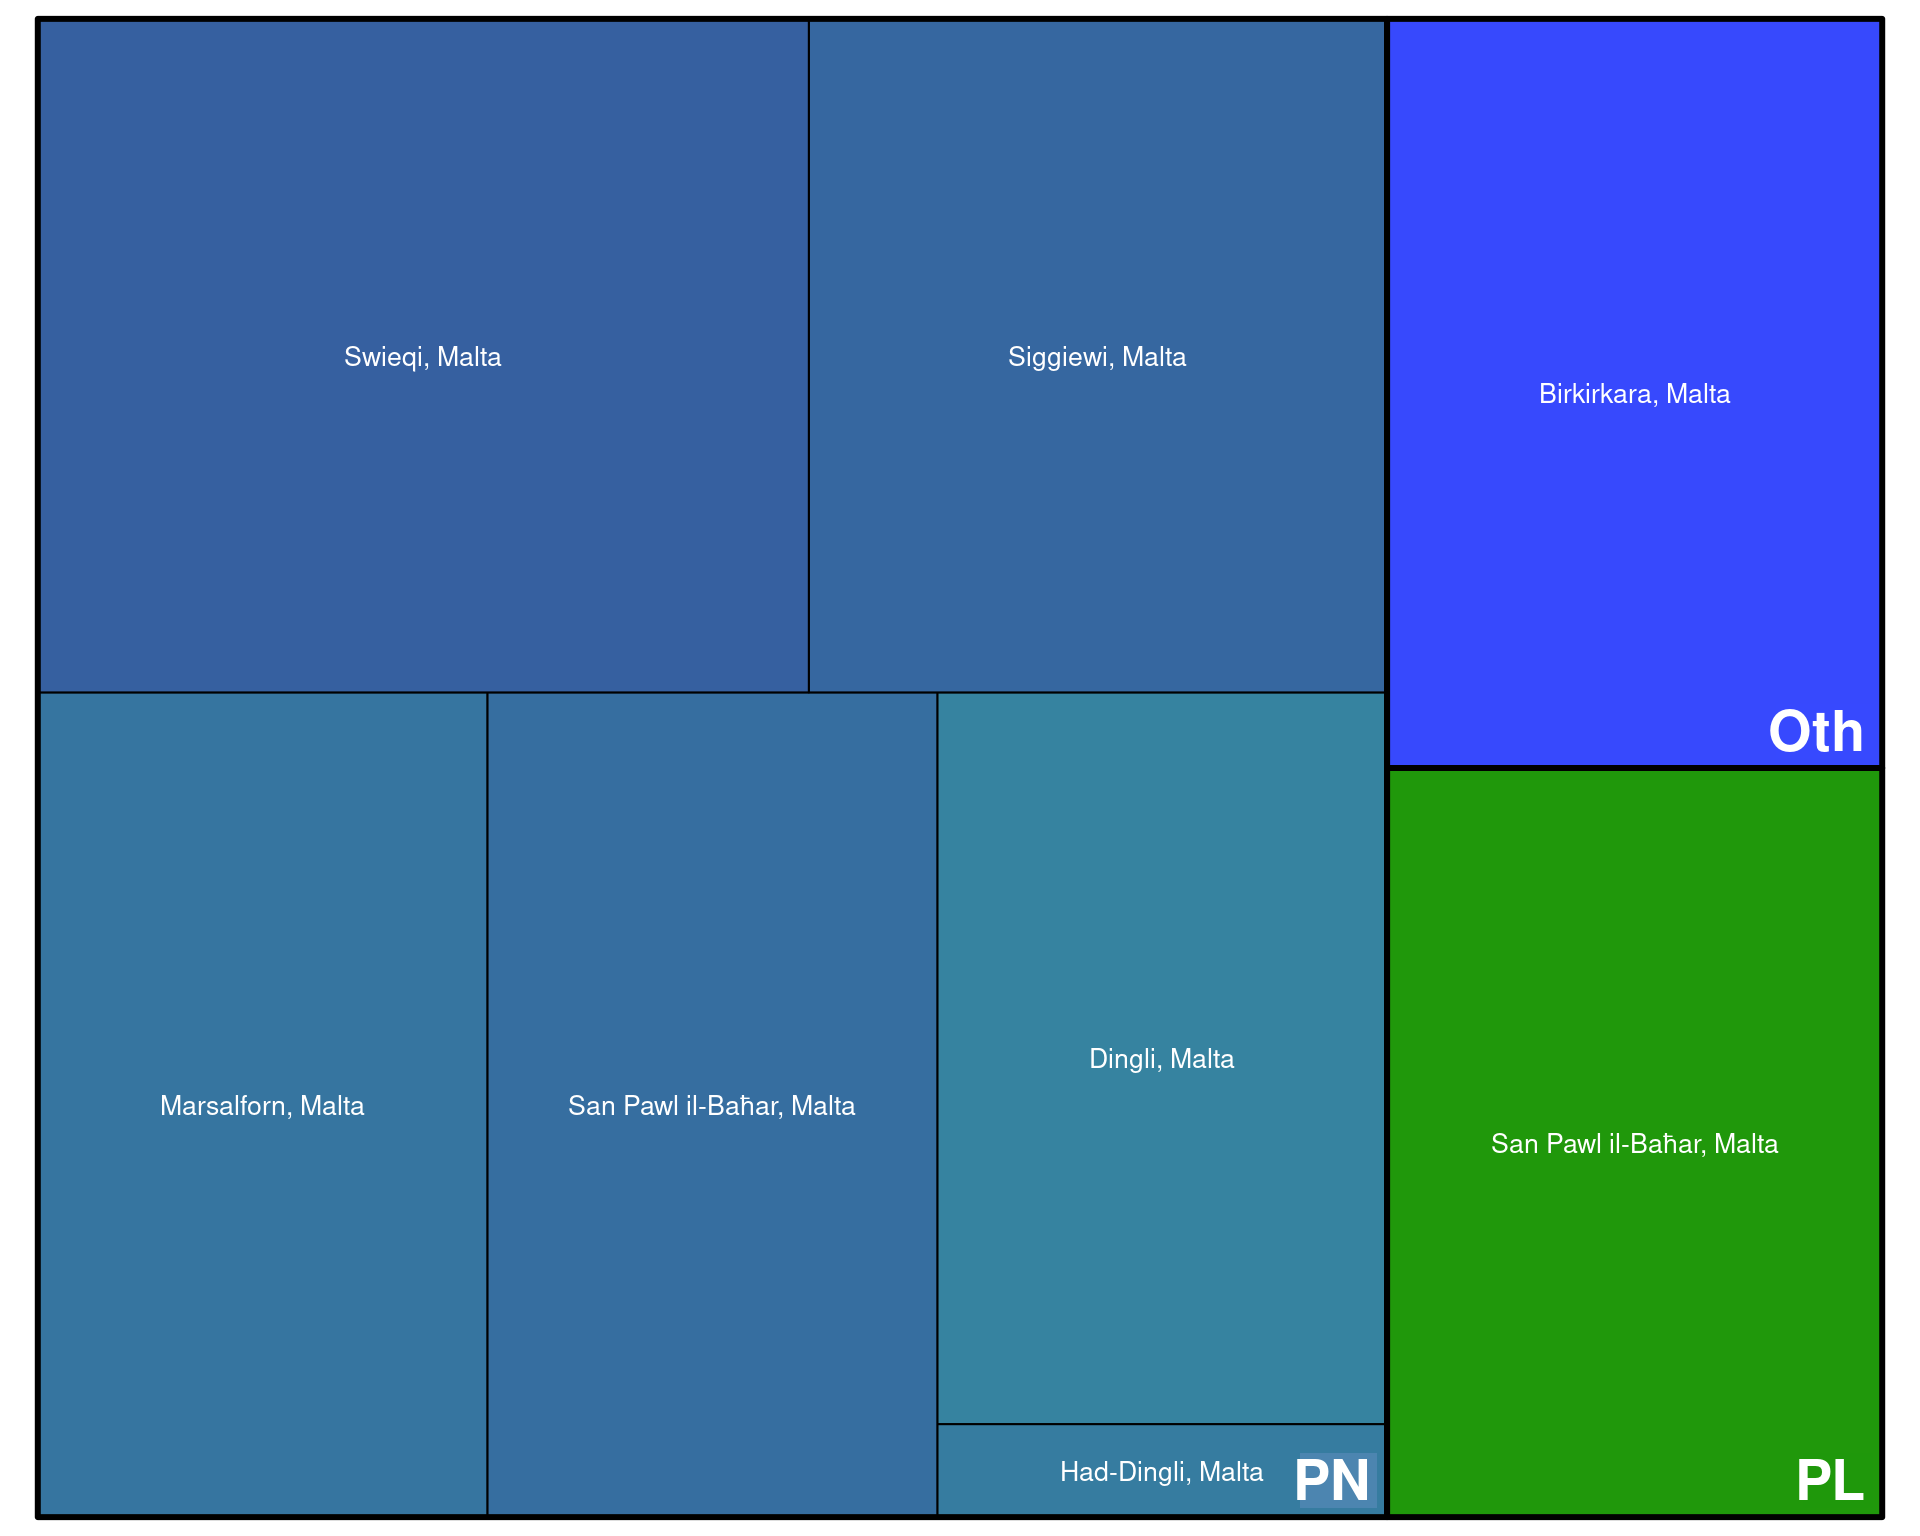 Swieqi, Malta
Siggiewi, Malta
Birkirkara, Malta
Oth
Marsalforn, Malta
San Pawl il-Baħar, Malta
Dingli, Malta
San Pawl il-Baħar, Malta
Had-Dingli, Malta
PN
PL